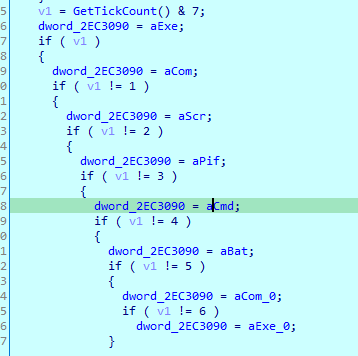 5 v1 = GetTickCount() & 7;
6 dword_2EC3090 = aExe;
7 if ( v1 )
8 {
9 dword_2EC3090 = aCom;
0 if ( v1 != 1 )
1 {
2 dword_2EC3090 = aScr;
3 if ( v1 != 2 )
4 {
5 dword_2EC3090 = aPif;
6 if ( v1 != 3 )
7 {
8 dword_2EC3090 = aCmd;
9 if ( v1 != 4 )
0 {
1 dword_2EC3090 = aBat;
2 if ( v1 != 5 )
3 {
4 dword_2EC3090 = aCom_0;
5 if ( v1 != 6 )
6 dword_2EC3090 = aExe_0;
7 }